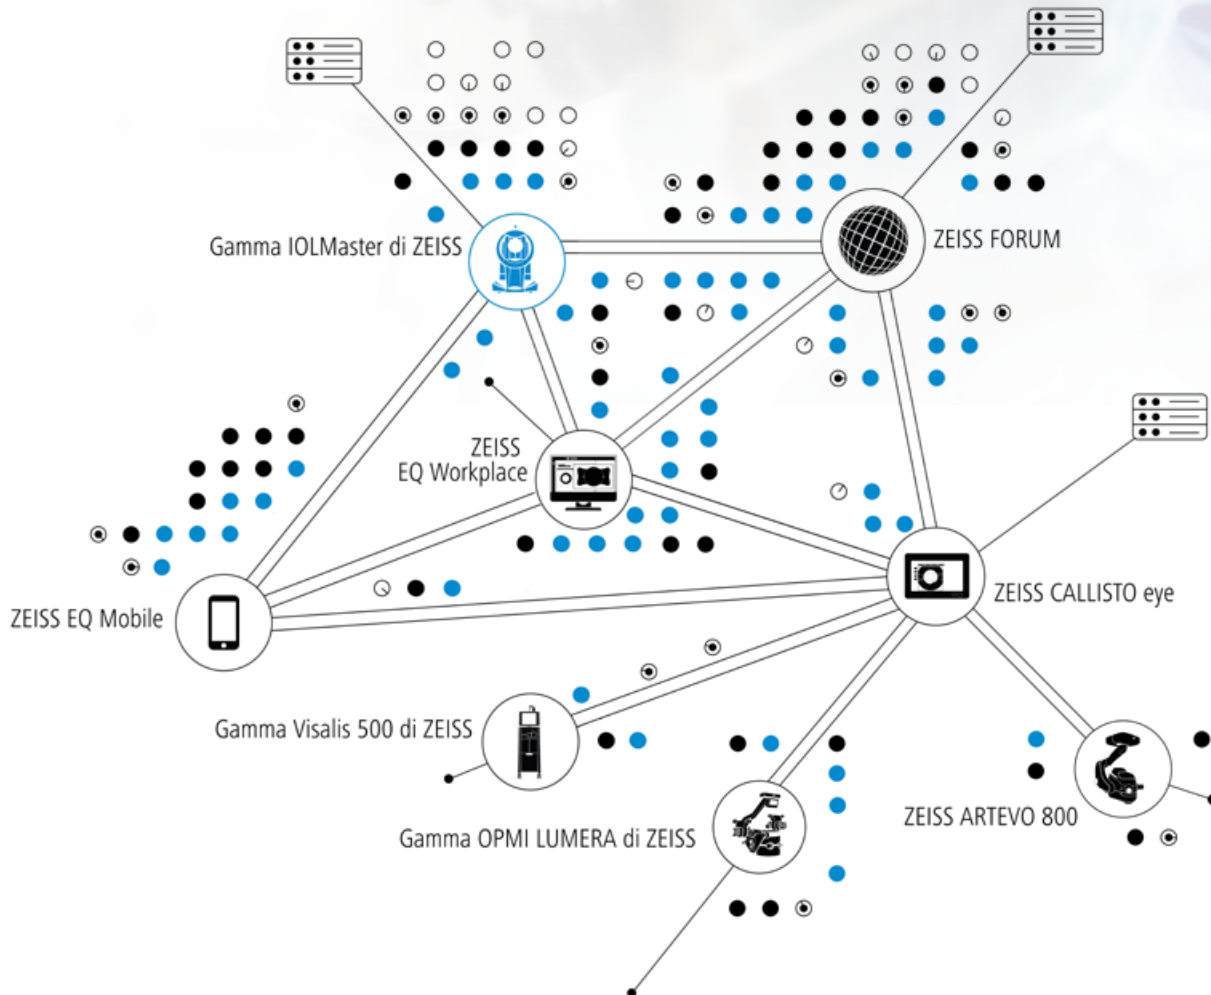 Gamma IOLMaster di ZEISS
ZEISS FORUM
ZEISS
EQ Workplace
ZEISS EQ Mobile
ZEISS CALLISTO eye
Gamma Visalis 500 di ZEISS
Gamma OPMI LUMERA di ZEISS
ZEISS ARTEVO 800